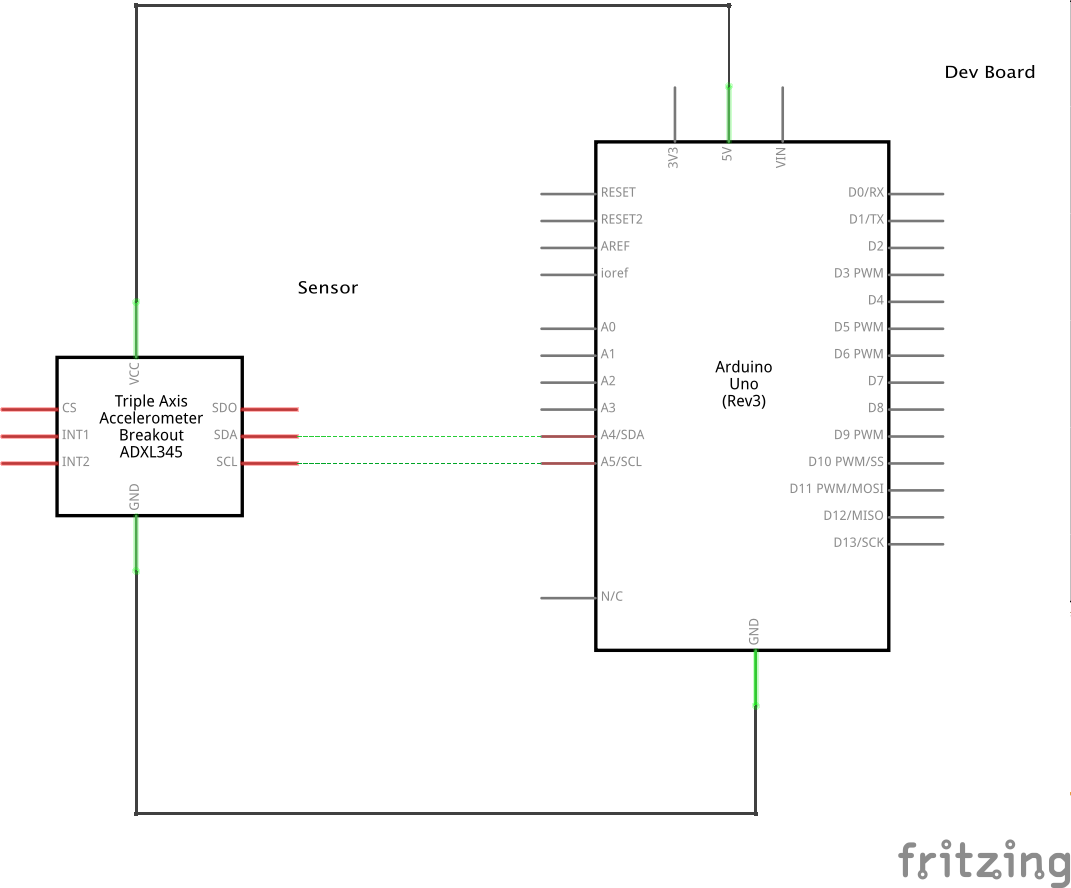 Dev Board
3V3
5V
VIN
RESET
RESET2
AREF
ioref
A0
A1
A2
A3
A4/SDA
A5/SCL
N/C
Arduino
Uno
(Rev3)
D0/RX
D1/TX
D2
D3 PWM
D4
D5 PWM
D6 PWM
D7
D8
D9 PWM
D10 PWM/SS
D11 PWM/MOSI
D12/MISO
D13/SCK
GND
Sensor
VCC
CS
INT1
INT2
Triple Axis
Accelerometer
Breakout
ADXL345
SDO
SDA
SCL
GND
fritzing